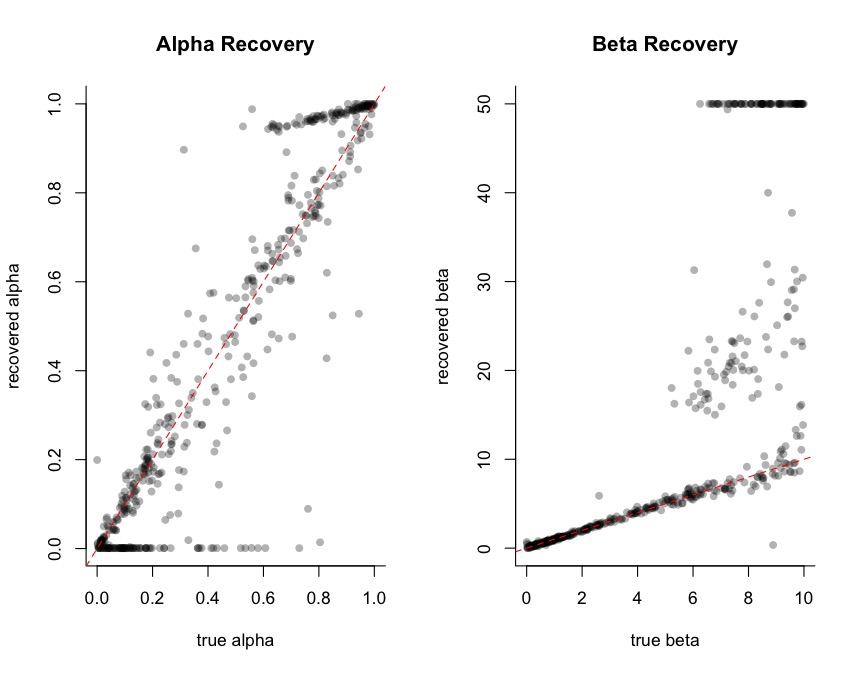 Alpha Recovery
recovered alpha
1.0
0.8
0.6
0.4
0.2
0.0
0.0 0.2 0.4 0.6 0.8 1.0
true alpha
Beta Recovery
recovered beta
50
40
30
20
10
0
0 2 4 6 8 10
true beta